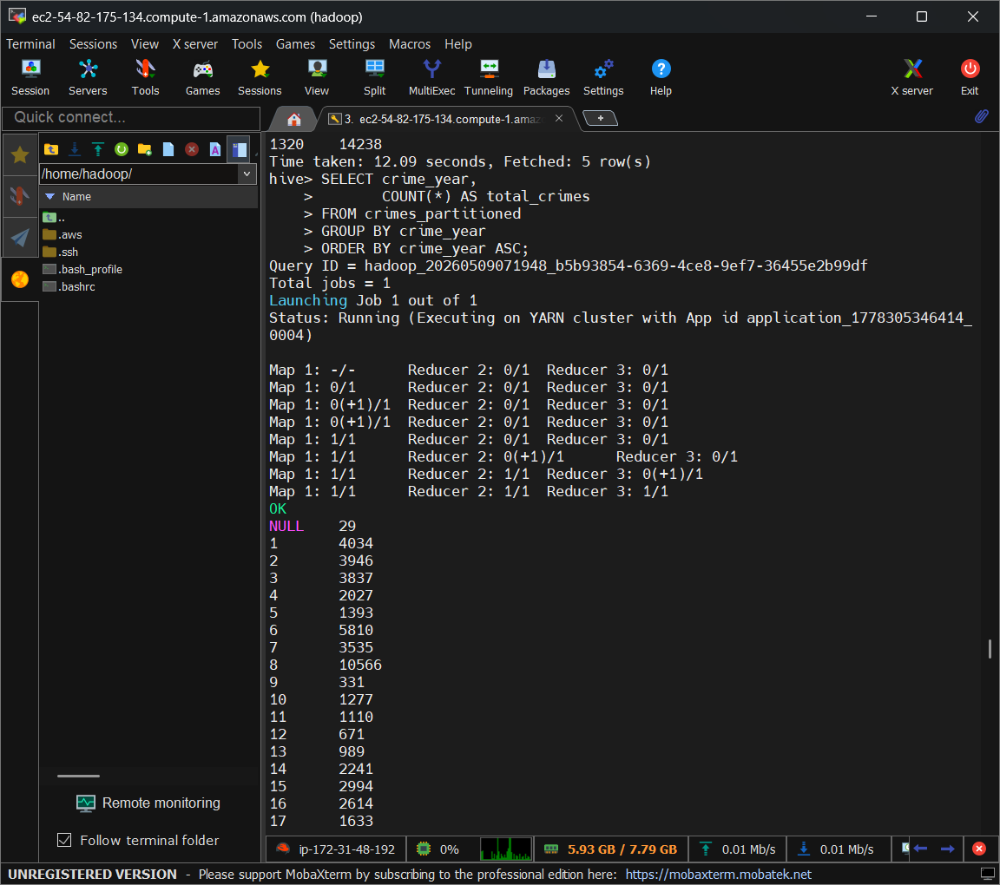 ec2-54-82-175-134.compute-1.amazonaws.com (hadoop)
Terminal Sessions View X server Tools Games Settings Macros Help
Session Servers Tools Games Sessions View Split MultiExec Tunneling Packages Settings Help X server Exit
Quick connect...
3. ec2-54-82-175-134.compute-1.amaz
/home/hadoop/
Name
..
.aws
.ssh
.bash_profile
.bashrc
Remote monitoring
Follow terminal folder
1320 14238
Time taken: 12.09 seconds, Fetched: 5 row(s)
hive> SELECT crime_year,
> COUNT(*) AS total_crimes
> FROM crimes_partitioned
> GROUP BY crime_year
> ORDER BY crime_year ASC;
Query ID = hadoop_20260509071948_b5b93854-6369-4ce8-9ef7-36455e2b99df
Total jobs = 1
Launching Job 1 out of 1
Status: Running (Executing on YARN cluster with App id application_1778305346414_
0004)
Map 1: -/- Reducer 2: 0/1 Reducer 3: 0/1
Map 1: 0/1 Reducer 2: 0/1 Reducer 3: 0/1
Map 1: 0(+1)/1 Reducer 2: 0/1 Reducer 3: 0/1
Map 1: 0(+1)/1 Reducer 2: 0/1 Reducer 3: 0/1
Map 1: 1/1 Reducer 2: 0/1 Reducer 3: 0/1
Map 1: 1/1 Reducer 2: 0(+1)/1 Reducer 3: 0/1
Map 1: 1/1 Reducer 2: 1/1 Reducer 3: 0(+1)/1
Map 1: 1/1 Reducer 2: 1/1 Reducer 3: 1/1
OK
NULL 29
1 4034
2 3946
3 3837
4 2027
5 1393
6 5810
7 3535
8 10566
9 331
10 1277
11 1110
12 671
13 989
14 2241
15 2994
16 2614
17 1633
ip-172-31-48-192 0% 5.93 GB / 7.79 GB 0.01 Mb/s 0.01 Mb/s
UNREGISTERED VERSION - Please support MobaXterm by subscribing to the professional edition here: https://mobaxterm.mobatek.net